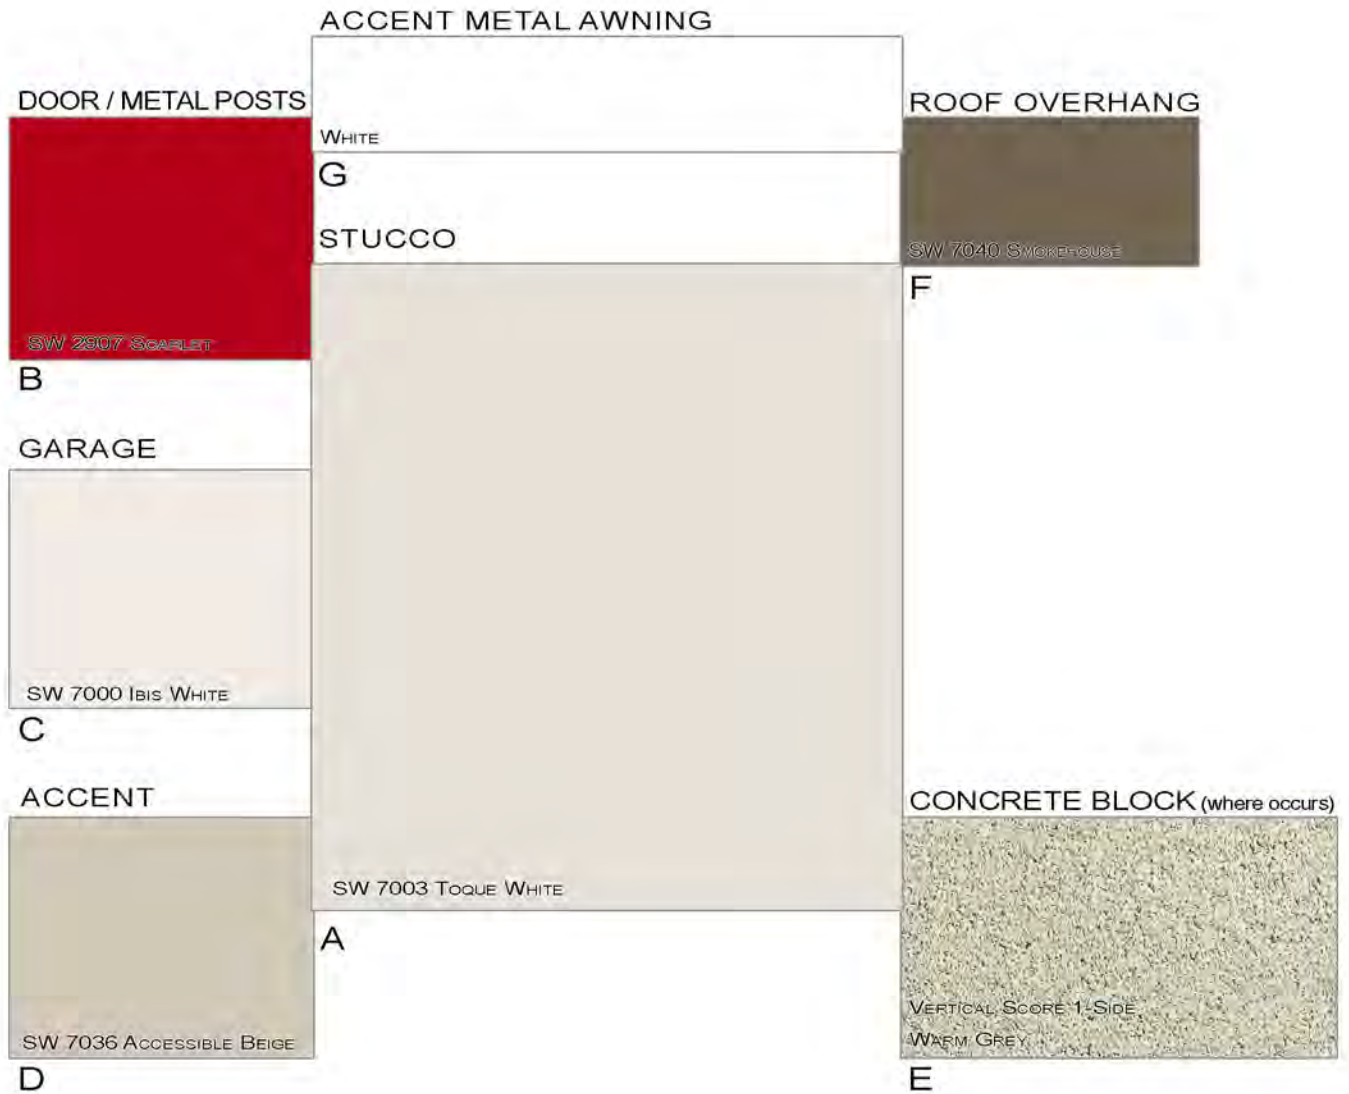 ACCENT METAL AWNING
WHITE
G
DOOR / METAL POSTS
SW 2907 SCARLET
B
ROOF OVERHANG
SW 7040 SMOKEHOUSE
F
STUCCO
SW 7003 TOQUE WHITE
A
GARAGE
SW 7000 IBIS WHITE
C
ACCENT
SW 7036 ACCESSIBLE BEIGE
D
CONCRETE BLOCK (where occurs)
VERTICAL SCORE 1-SIDE
WARM GREY
E